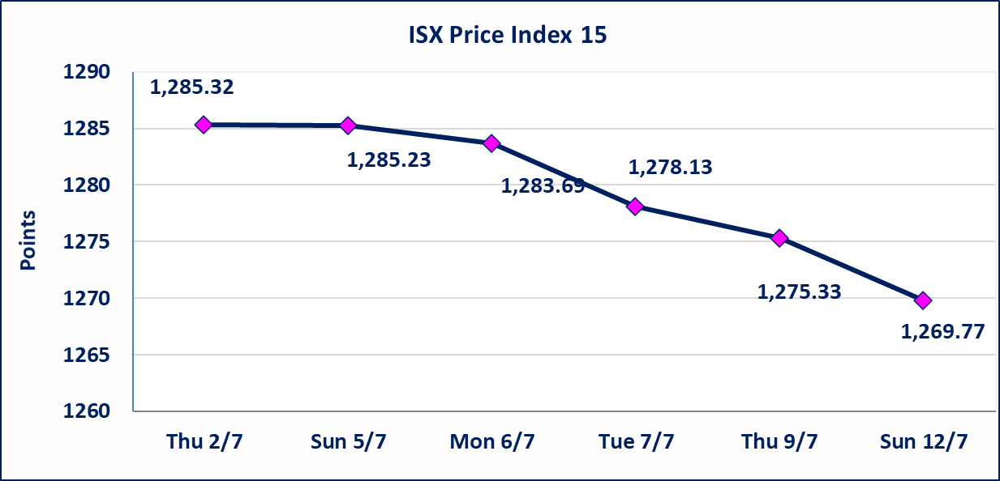 ISX Price Index 15
Points
1290
1285
1280
1275
1270
1265
1260
1,285.32
1,285.23
1,283.69
1,278.13
1,275.33
1,269.77
Thu 2/7
Sun 5/7
Mon 6/7
Tue 7/7
Thu 9/7
Sun 12/7